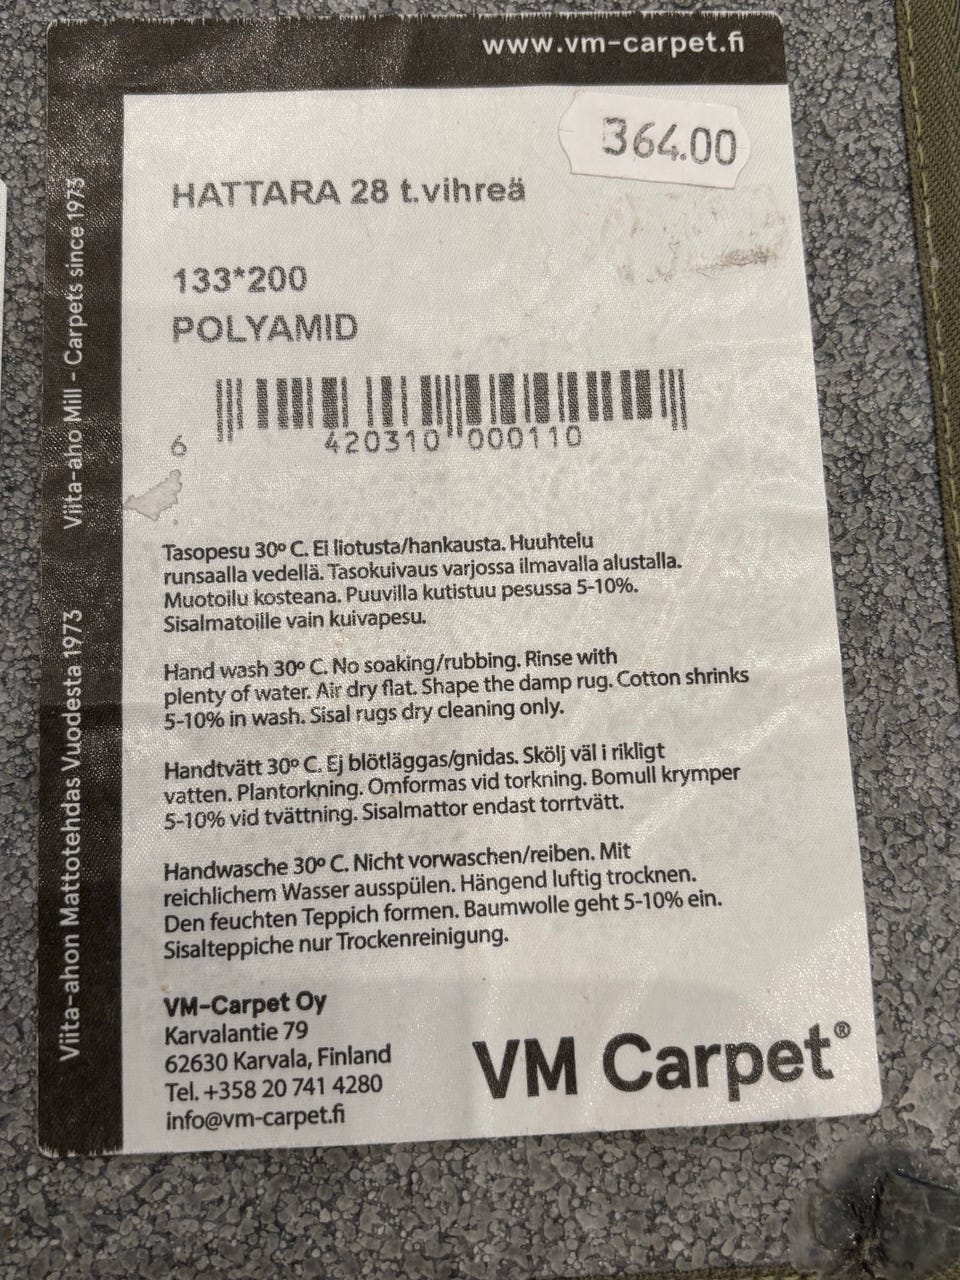 www.vm-carpet.fi
364.00
HATTARA 28 t.vihreä
133*200
POLYAMID
6 420310 000110
Tasopesu 30º C. Ei liotusta/hankausta. Huuhtelu
runsaalla vedellä. Tasokuivaus varjossa ilmavalla alustalla.
Muotoilu kosteana. Puuvilla kutistuu pesussa 5-10%.
Sisalmatoille vain kuivapesu.
Hand wash 30º C. No soaking/rubbing. Rinse with
plenty of water. Air dry flat. Shape the damp rug. Cotton shrinks
5-10% in wash. Sisal rugs dry cleaning only.
Handtvätt 30º C. Ej blötläggas/gnidas. Skölj väl i rikligt
vatten. Plantorkning. Omformas vid torkning. Bomull krymper
5-10% vid tvättning. Sisalmattor endast torrtvätt.
Handwasche 30º C. Nicht vorwaschen/reiben. Mit
reichlichem Wasser ausspülen. Hängend luftig trocknen.
Den feuchten Teppich formen. Baumwolle geht 5-10% ein.
Sisalteppiche nur Trockenreinigung.
VM-Carpet Oy
Karvalantie 79
62630 Karvala, Finland
Tel. +358 20 741 4280
info@vm-carpet.fi
VM Carpet®
Viita-ahon Mattotehdas Vuodesta 1973
Viita-aho Mill – Carpets since 1973